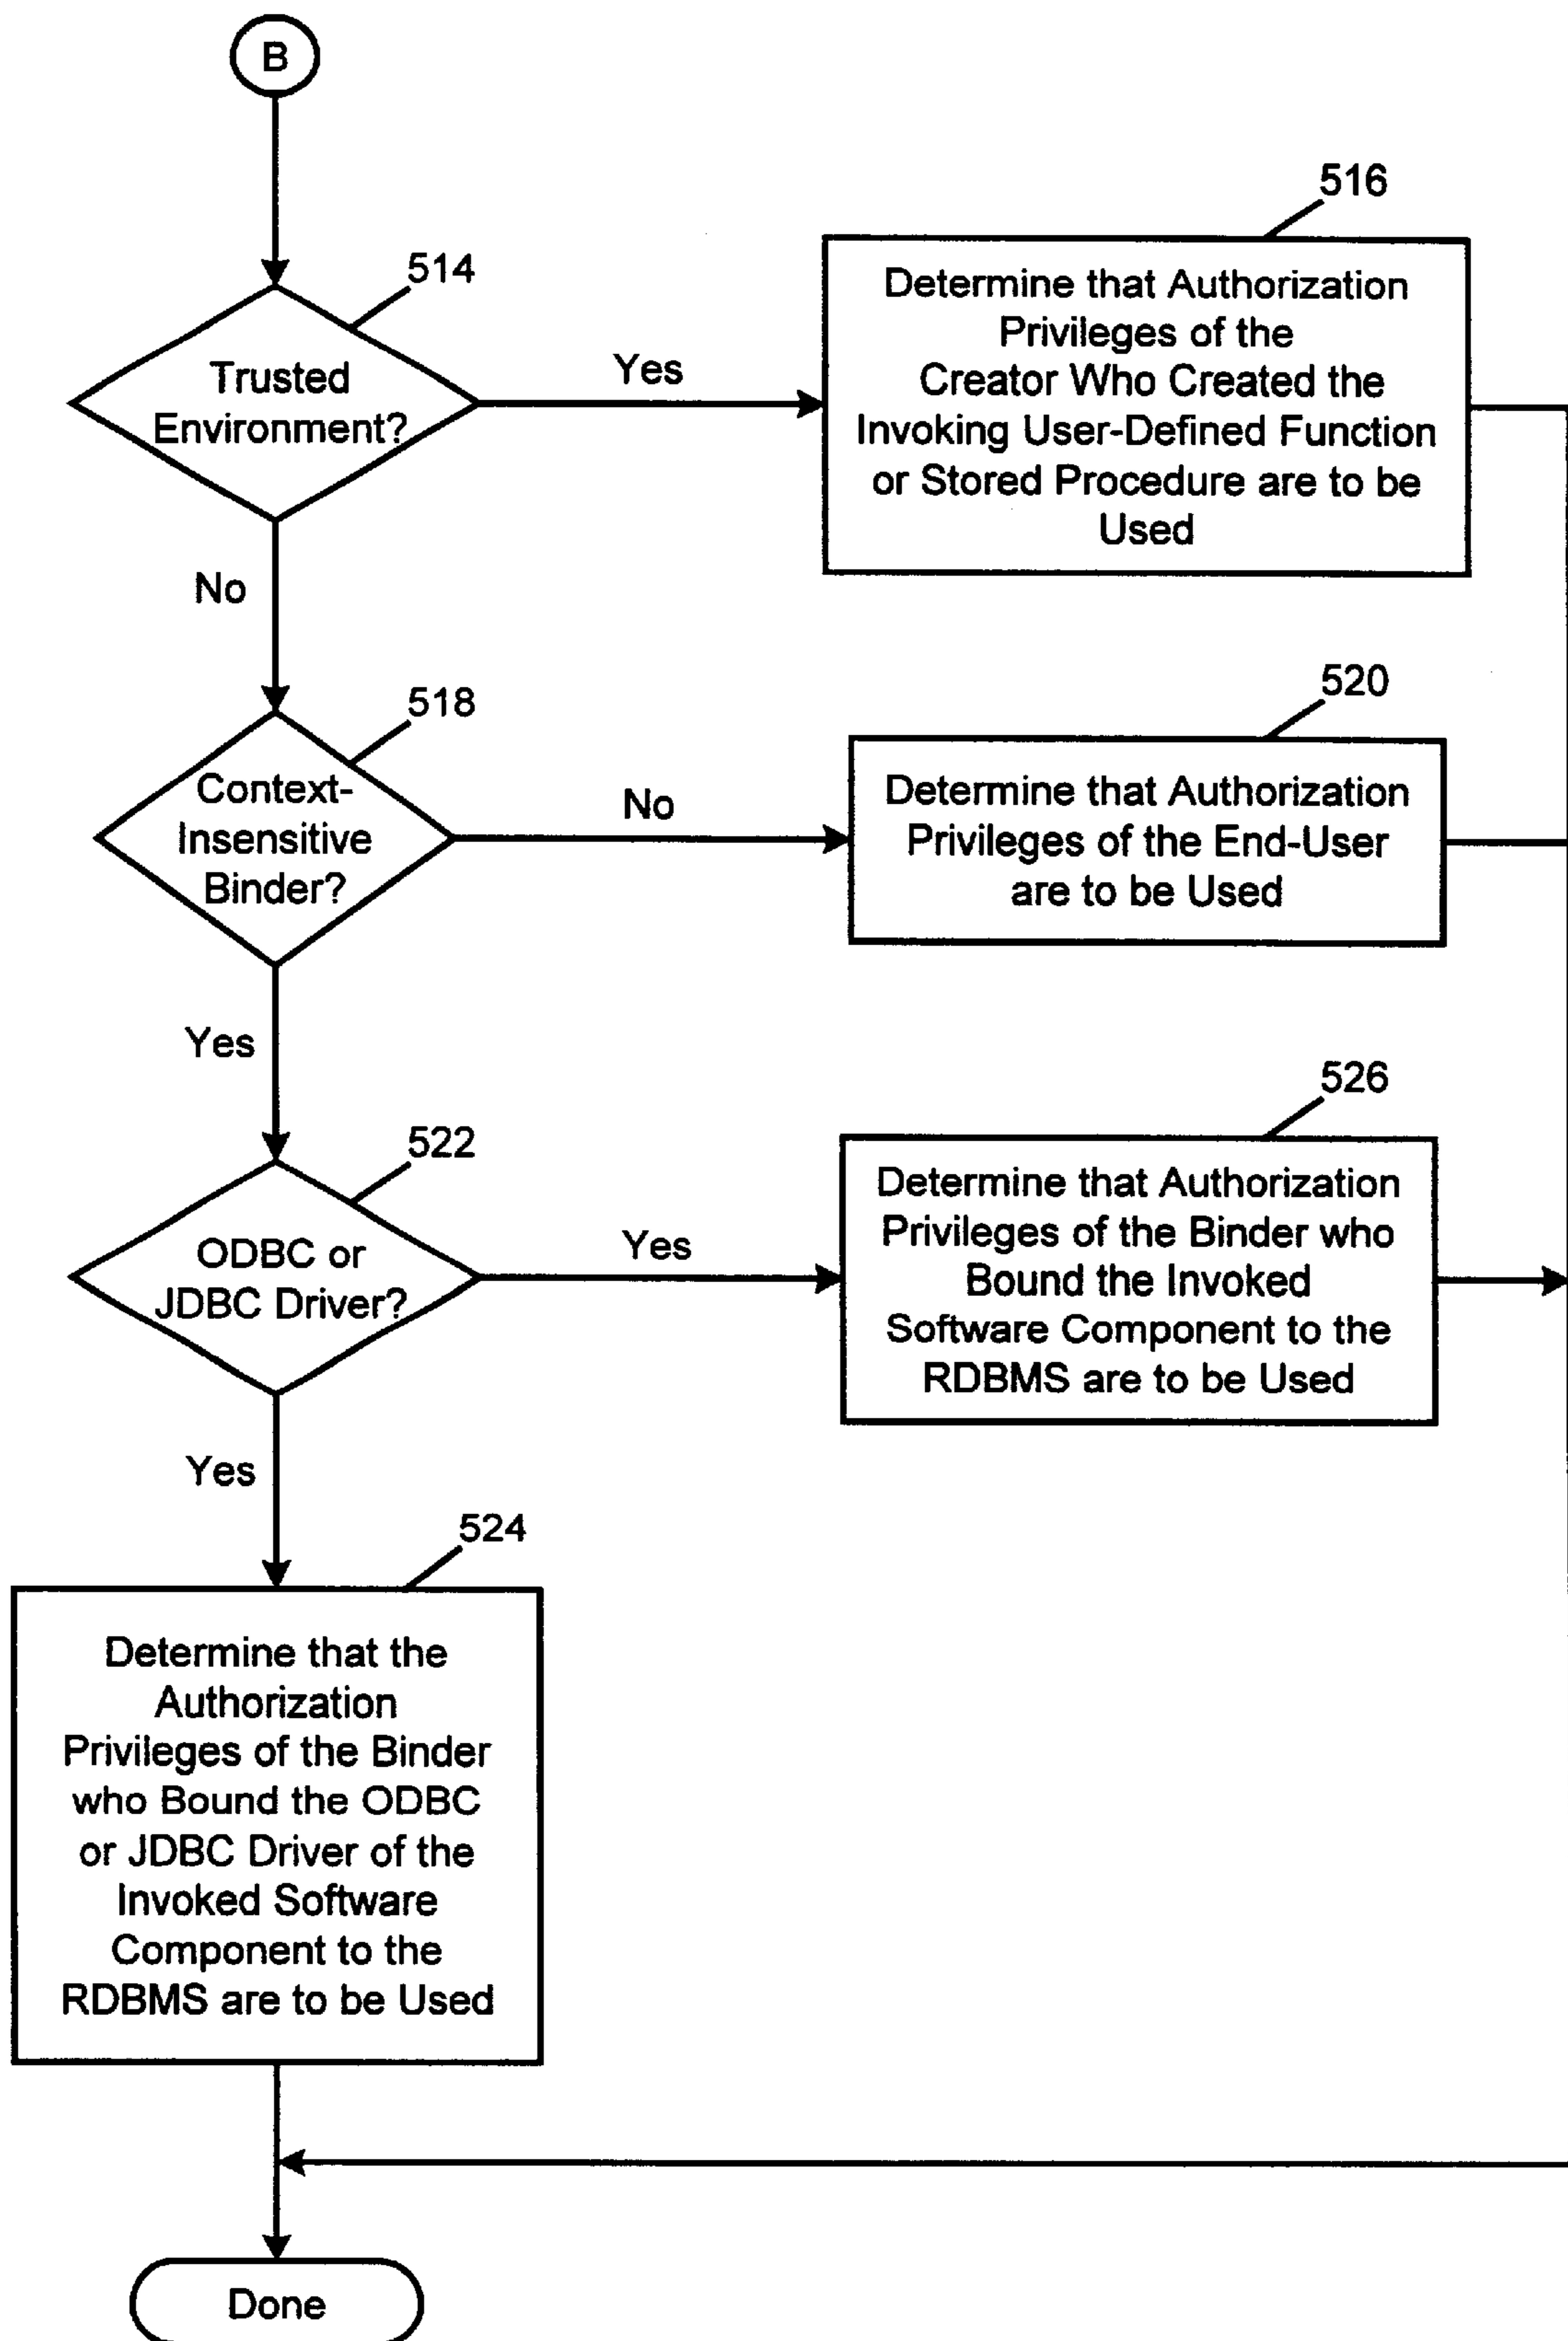 B
514
Trusted
Environment?
Yes
516
Determine that Authorization
Privileges of the
Creator Who Created the
Invoking User-Defined Function
or Stored Procedure are to be
Used
No
518
Context-
Insensitive
Binder?
No
520
Determine that Authorization
Privileges of the End-User
are to be Used
Yes
522
ODBC or
JDBC Driver?
Yes
526
Determine that Authorization
Privileges of the Binder who
Bound the Invoked
Software Component to the
RDBMS are to be Used
Yes
524
Determine that the
Authorization
Privileges of the Binder
who Bound the ODBC
or JDBC Driver of the
Invoked Software
Component to the
RDBMS are to be Used
Done